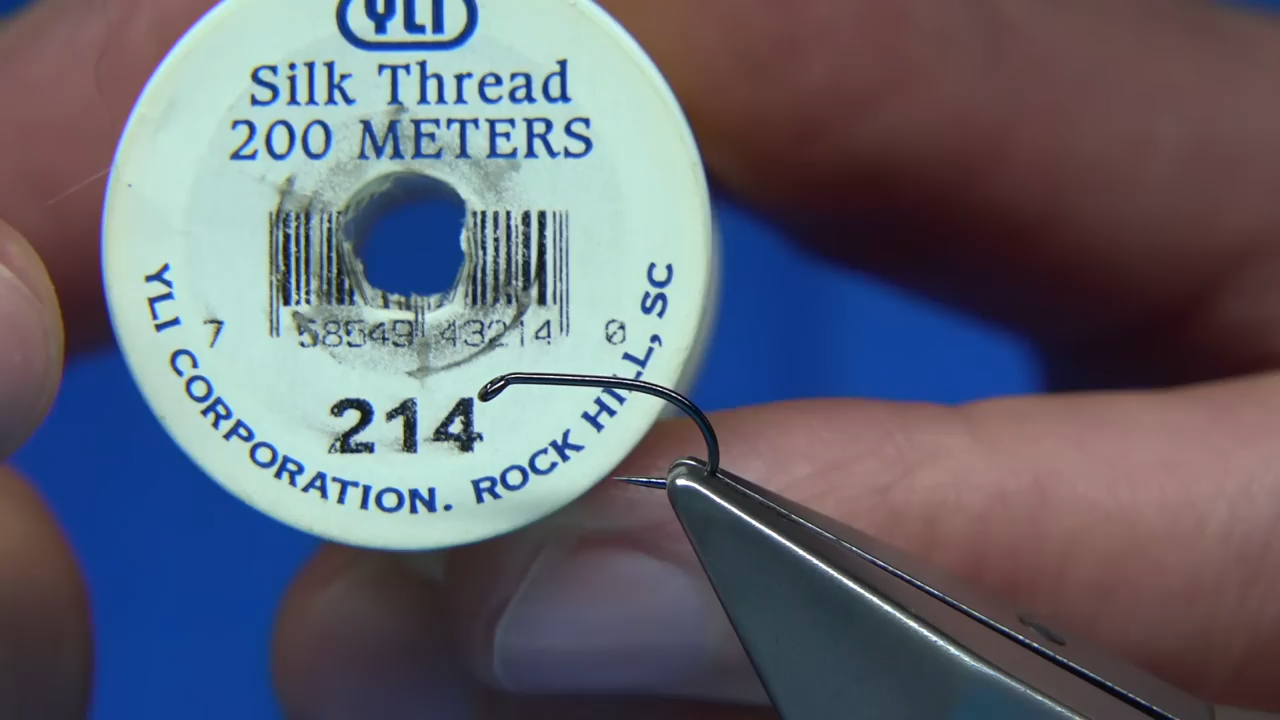 YLI
Silk Thread
200 METERS
7 58549 43214 0
214
YLI CORPORATION. ROCK HILL, SC